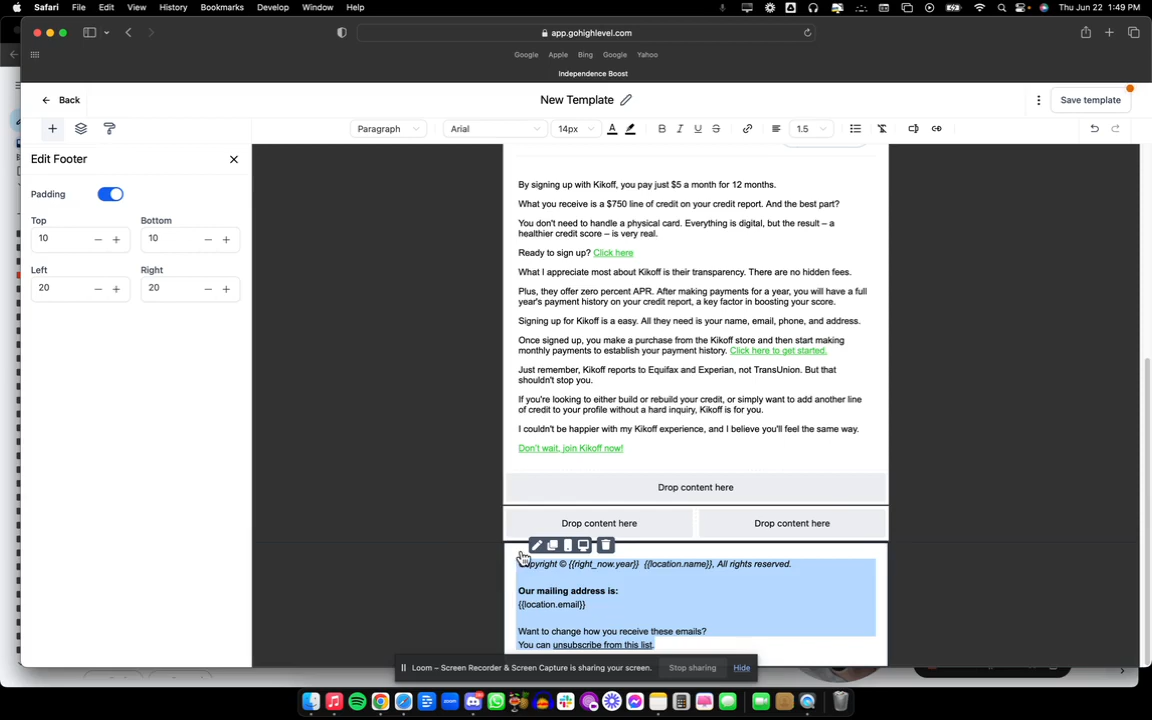 Safari File Edit View History Bookmarks Develop Window Help
Thu Jun 22 1:49 PM
app.gohighlevel.com
Google Apple Bing Google Yahoo
Independence Boost
Back
New Template
Save template
Paragraph
Arial
14px
A
B I U S
1.5
Edit Footer
Padding
Top
Bottom
10
10
Left
Right
20
20
By signing up with Kikoff, you pay just $5 a month for 12 months.
What you receive is a $750 line of credit on your credit report. And the best part?
You don't need to handle a physical card. Everything is digital, but the result – a
healthier credit score – is very real.
Ready to sign up? Click here
What I appreciate most about Kikoff is their transparency. There are no hidden fees.
Plus, they offer zero percent APR. After making payments for a year, you will have a full
year's payment history on your credit report, a key factor in boosting your score.
Signing up for Kikoff is a easy. All they need is your name, email, phone, and address.
Once signed up, you make a purchase from the Kikoff store and then start making
monthly payments to establish your payment history. Click here to get started.
Just remember, Kikoff reports to Equifax and Experian, not TransUnion. But that
shouldn't stop you.
If you're looking to either build or rebuild your credit, or simply want to add another line
of credit to your profile without a hard inquiry, Kikoff is for you.
I couldn't be happier with my Kikoff experience, and I believe you'll feel the same way.
Don't wait, join Kikoff now!
Drop content here
Drop content here
Drop content here
Copyright © {{right_now.year}} {{location.name}}, All rights reserved.
Our mailing address is:
{{location.email}}
Want to change how you receive these emails?
You can unsubscribe from this list.
Loom – Screen Recorder & Screen Capture is sharing your screen.
Stop sharing
Hide